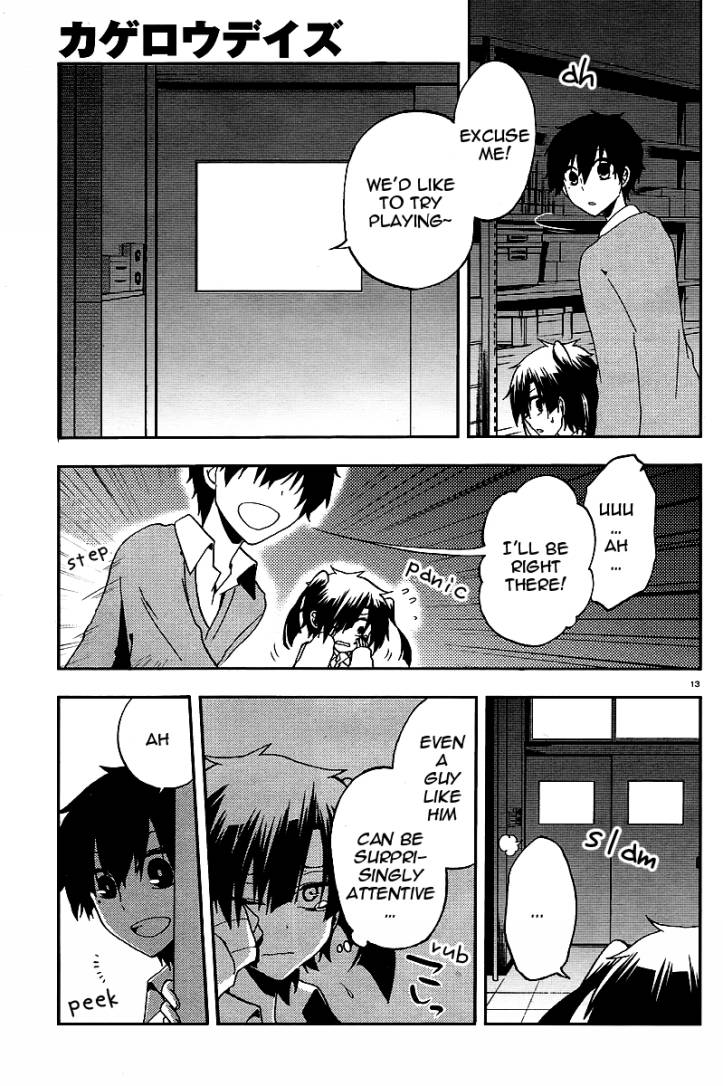 カゲロウデイズ
ah
EXCUSE
ME!
WE'D LIKE
TO TRY
PLAYING~
UUU
...
AH
...
I'LL BE
RIGHT
THERE!
panic
step
13
slam
...
EVEN
A
GUY
LIKE
HIM
CAN BE
SURPRI-
SINGLY
ATTENTIVE
...
rub
AH
peek